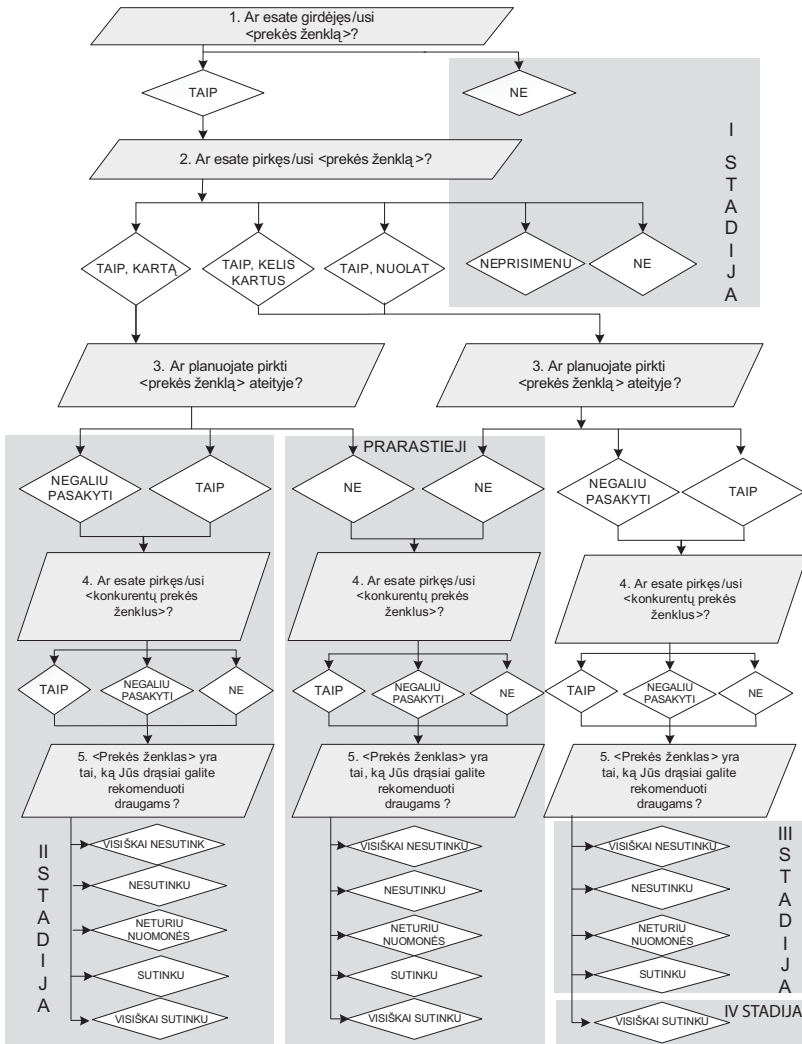 1. Ar esate girdėjęs/usi
<prekės ženklą>?
TAIP
NE
I STADIJA
2. Ar esate pirkęs/usi <prekės ženklą>?
TAIP, KARTĄ
TAIP, KELIS
KARTUS
TAIP, NUOLAT
NEPRISIMENU
NE
3. Ar planuojate pirkti
<prekės ženklą> ateityje?
3. Ar planuojate pirkti
<prekės ženklą> ateityje?
PRARASTIEJI
NEGALIU
PASAKYTI
TAIP
NE
NE
NEGALIU
PASAKYTI
TAIP
4. Ar esate pirkęs/usi
<konkurentų prekės
ženklus>?
4. Ar esate pirkęs/usi
<konkurentų prekės
ženklus>?
4. Ar esate pirkęs/usi
<konkurentų prekės
ženklus>?
TAIP
NEGALIU
PASAKYTI
NE
TAIP
NEGALIU
PASAKYTI
NE
TAIP
NEGALIU
PASAKYTI
NE
5. <Prekės ženklas> yra
tai, ką Jūs drąsiai galite
rekomenduoti
draugams?
5. <Prekės ženklas> yra
tai, ką Jūs drąsiai galite
rekomenduoti
draugams?
5. <Prekės ženklas> yra
tai, ką Jūs drąsiai galite
rekomenduoti
draugams?
II STADIJA
VISIŠKAI NESUTINK
NESUTINKU
NETURIU
NUOMONĖS
SUTINKU
VISIŠKAI SUTINKU
VISIŠKAI NESUTINKU
NESUTINKU
NETURIU
NUOMONĖS
SUTINKU
VISIŠKAI SUTINKU
III STADIJA
VISIŠKAI NESUTINKU
NESUTINKU
NETURIU
NUOMONĖS
SUTINKU
IV STADIJA
VISIŠKAI SUTINKU